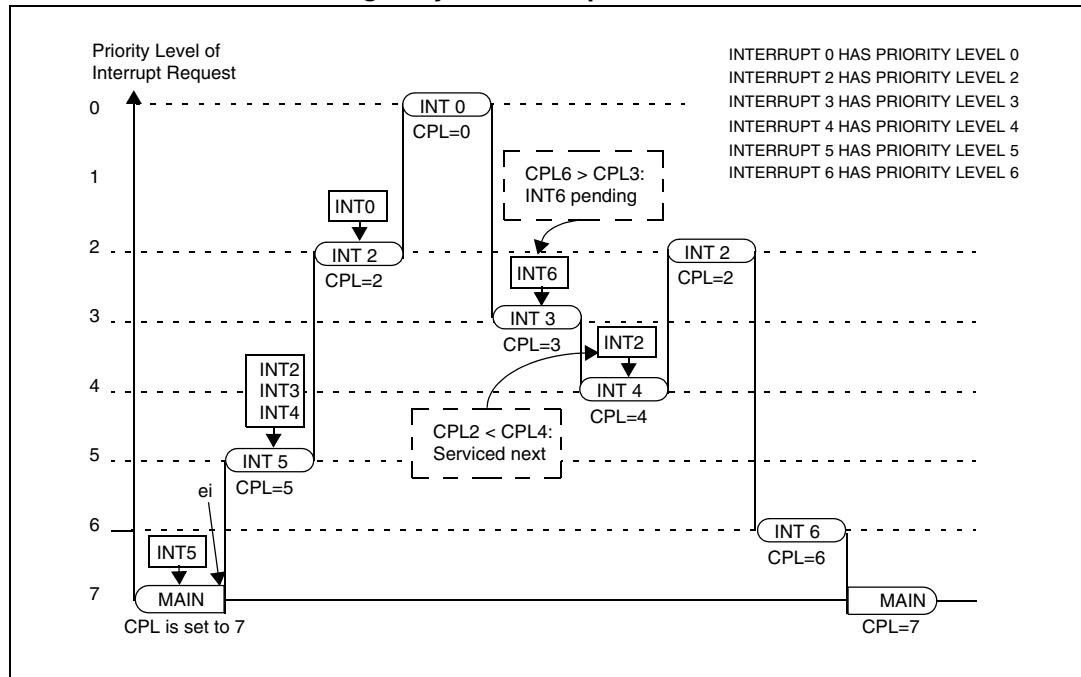 Priority Level of
Interrupt Request
INTERRUPT 0 HAS PRIORITY LEVEL 0
INTERRUPT 2 HAS PRIORITY LEVEL 2
INTERRUPT 3 HAS PRIORITY LEVEL 3
INTERRUPT 4 HAS PRIORITY LEVEL 4
INTERRUPT 5 HAS PRIORITY LEVEL 5
INTERRUPT 6 HAS PRIORITY LEVEL 6
0
INT 0
CPL=0
1
CPL6 > CPL3:
INT6 pending
INT0
2
INT 2
CPL=2
INT 2
CPL=2
INT6
3
INT 3
CPL=3
INT2
INT2
INT3
INT4
4
INT 4
CPL=4
CPL2 < CPL4:
Serviced next
5
INT 5
CPL=5
ei
6
INT 6
CPL=6
INT5
7
MAIN
CPL is set to 7
MAIN
CPL=7